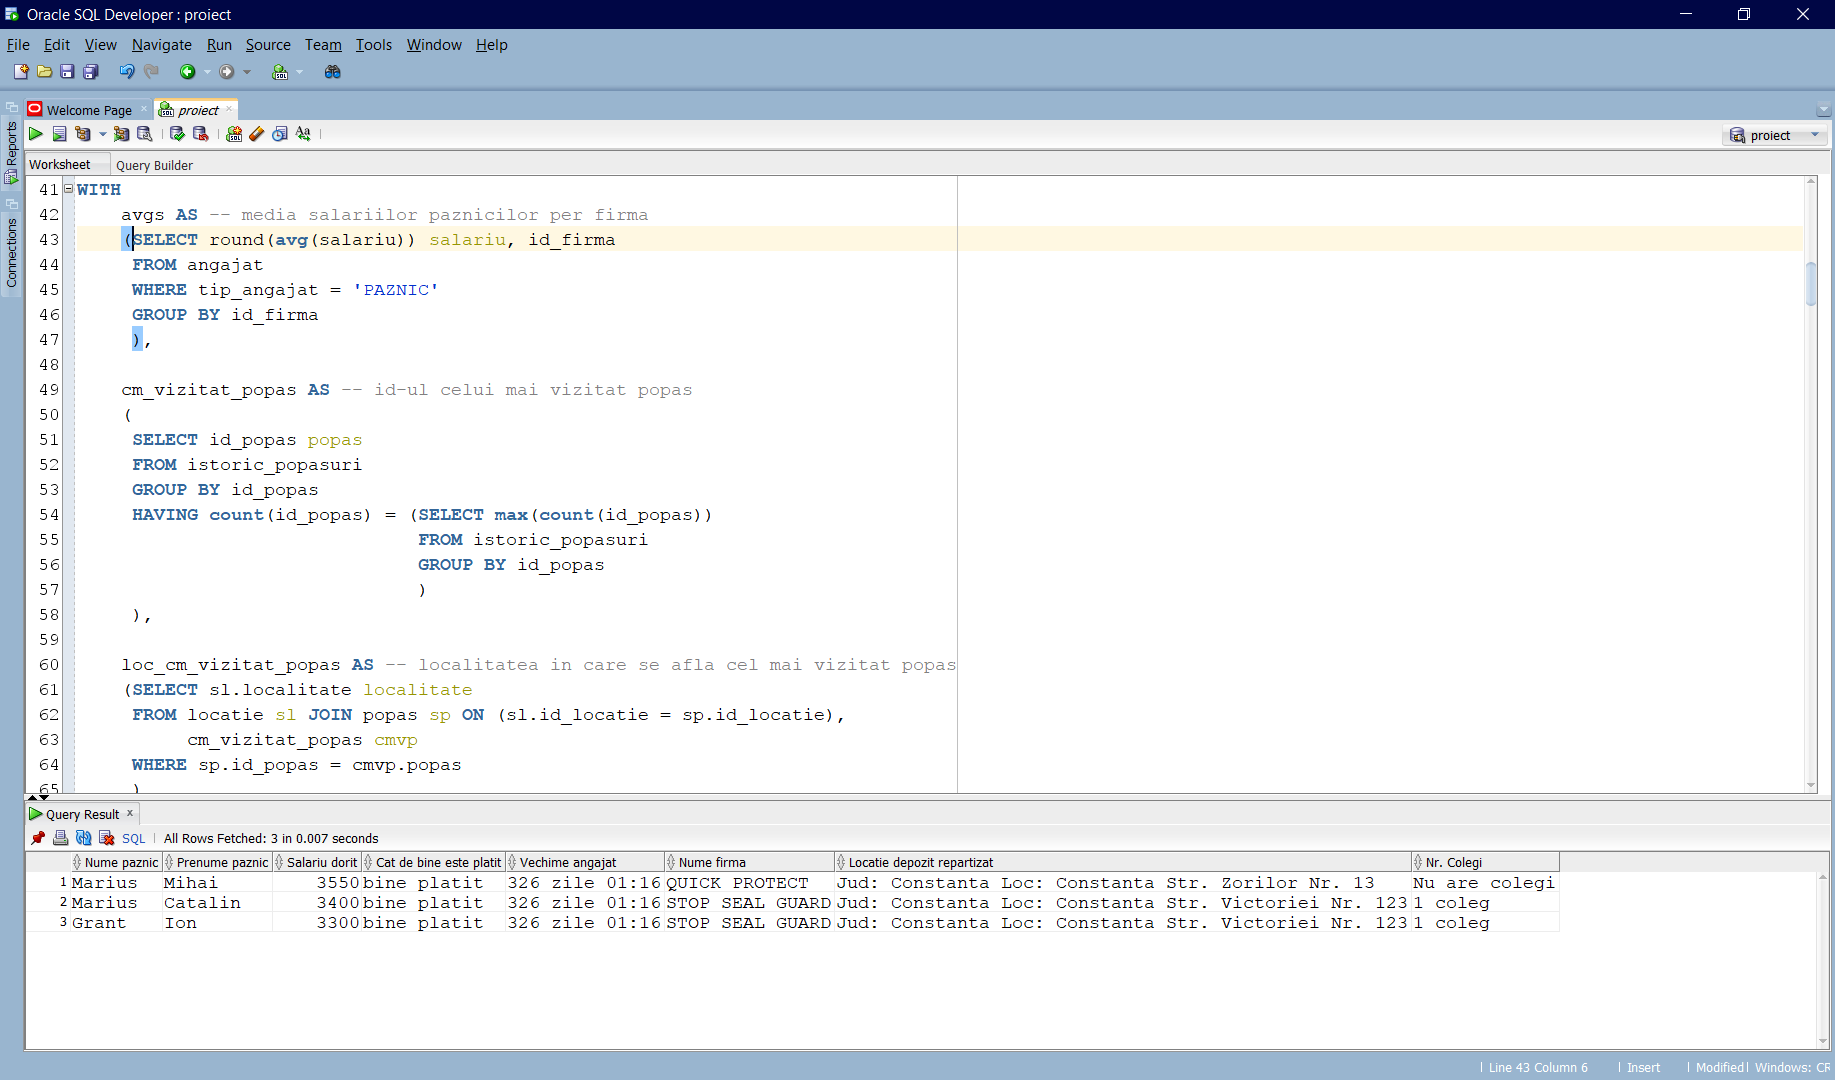 Oracle SQL Developer : proiect
File Edit View Navigate Run Source Team Tools Window Help
Reports
Connections
Welcome Page × proiect ×
proiect
Worksheet Query Builder
41 WITH
42 avgs AS -- media salariilor paznicilor per firma
43 (SELECT round(avg(salariu)) salariu, id_firma
44 FROM angajat
45 WHERE tip_angajat = 'PAZNIC'
46 GROUP BY id_firma
47 ),
48
49 cm_vizitat_popas AS -- id-ul celui mai vizitat popas
50 (
51 SELECT id_popas popas
52 FROM istoric_popasuri
53 GROUP BY id_popas
54 HAVING count(id_popas) = (SELECT max(count(id_popas))
55 FROM istoric_popasuri
56 GROUP BY id_popas
57 )
58 ),
59
60 loc_cm_vizitat_popas AS -- localitatea in care se afla cel mai vizitat popas
61 (SELECT sl.localitate localitate
62 FROM locatie sl JOIN popas sp ON (sl.id_locatie = sp.id_locatie),
63 cm_vizitat_popas cmvp
64 WHERE sp.id_popas = cmvp.popas
65 )
Query Result ×
SQL | All Rows Fetched: 3 in 0.007 seconds
Nume paznic Prenume paznic Salariu dorit Cat de bine este platit Vechime angajat Nume firma Locatie depozit repartizat Nr. Colegi
1 Marius Mihai 3550 bine platit 326 zile 01:16 QUICK PROTECT Jud: Constanta Loc: Constanta Str. Zorilor Nr. 13 Nu are colegi
2 Marius Catalin 3400 bine platit 326 zile 01:16 STOP SEAL GUARD Jud: Constanta Loc: Constanta Str. Victoriei Nr. 123 1 coleg
3 Grant Ion 3300 bine platit 326 zile 01:16 STOP SEAL GUARD Jud: Constanta Loc: Constanta Str. Victoriei Nr. 123 1 coleg
| Line 43 Column 6 | Insert | Modified | Windows: CR